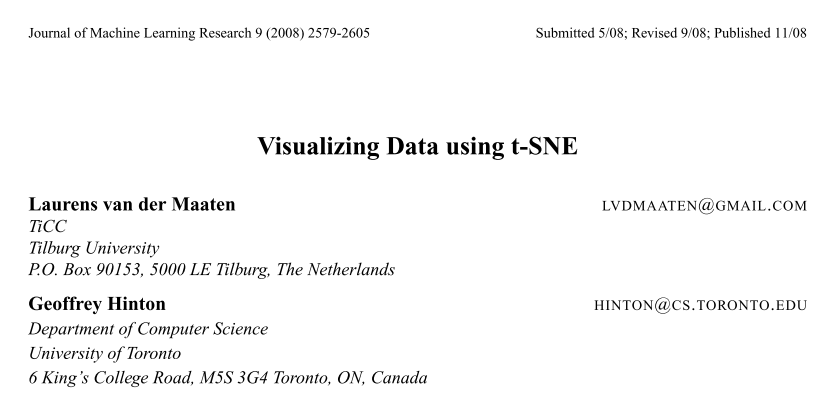 Journal of Machine Learning Research 9 (2008) 2579-2605 Submitted 5/08; Revised 9/08; Published 11/08
Visualizing Data using t-SNE
Laurens van der Maaten LVDMAATEN@GMAIL.COM
TiCC
Tilburg University
P.O. Box 90153, 5000 LE Tilburg, The Netherlands
Geoffrey Hinton HINTON@CS.TORONTO.EDU
Department of Computer Science
University of Toronto
6 King's College Road, M5S 3G4 Toronto, ON, Canada